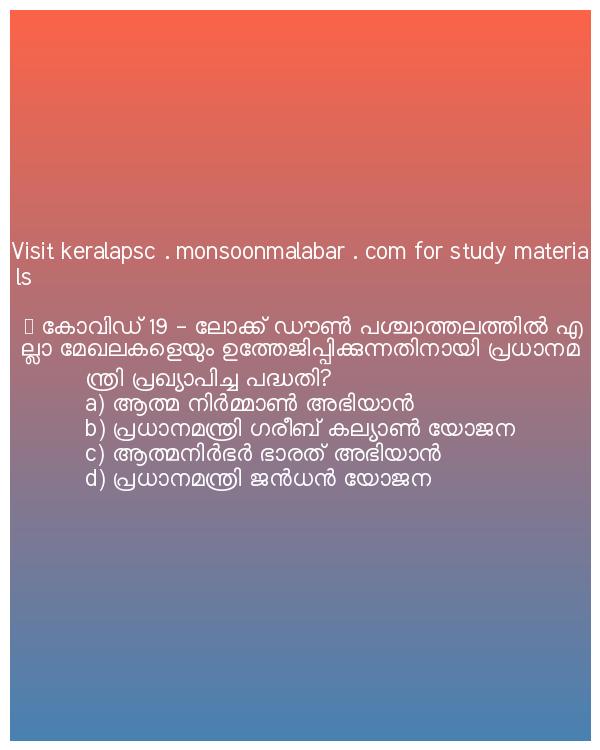 Visit keralapsc . monsoonmalabar . com for study materia
ls
കോവിഡ് 19 – ലോക്ക് ഡൗൺ പശ്ചാത്തലത്തിൽ എ
ല്ലാ മേഖലകളെയും ഉത്തേജിപ്പിക്കുന്നതിനായി പ്രധാനമ
ന്ത്രി പ്രഖ്യാപിച്ച പദ്ധതി?
a) ആത്മ നിർമ്മാൺ അഭിയാൻ
b) പ്രധാനമന്ത്രി ഗരീബ് കല്യാൺ യോജന
c) ആത്മനിർഭർ ഭാരത് അഭിയാൻ
d) പ്രധാനമന്ത്രി ജൻധൻ യോജന